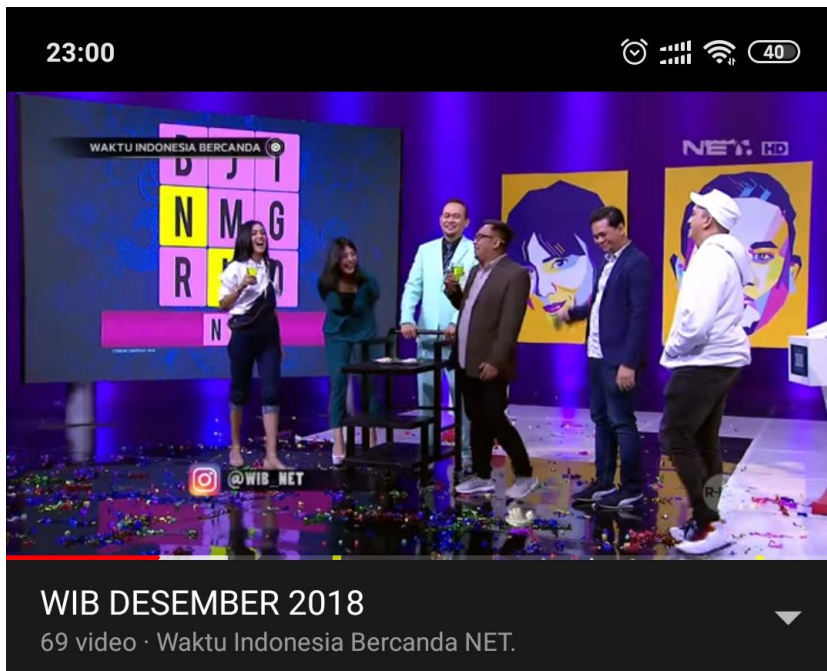 23:00
40
WAKTU INDONESIA BERCANDA
NET. HD
B J I
N M G
R
N
@WIB_NET
WIB DESEMBER 2018
69 video · Waktu Indonesia Bercanda NET.